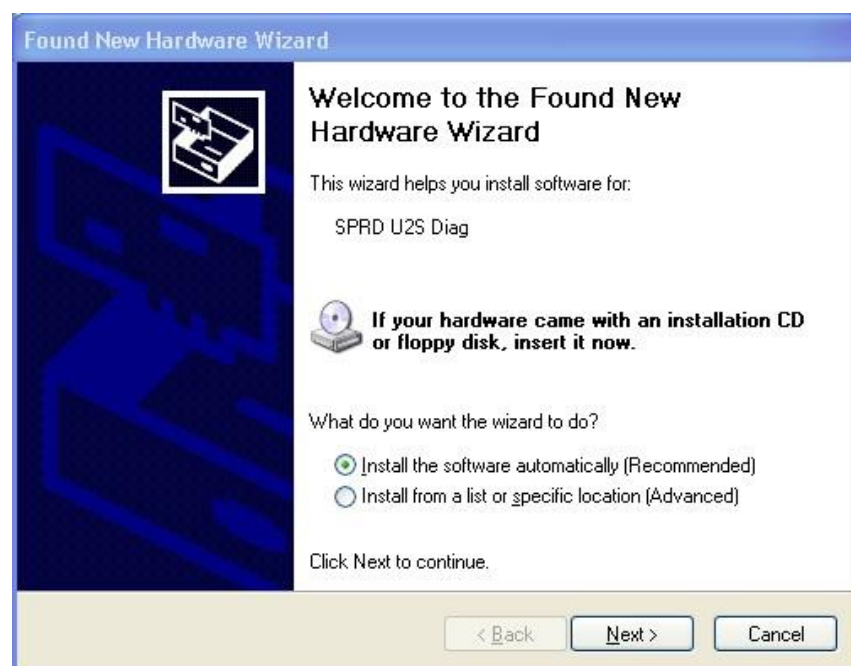 Found New Hardware Wizard
Welcome to the Found New
Hardware Wizard
This wizard helps you install software for:
SPRD U2S Diag
If your hardware came with an installation CD
or floppy disk, insert it now.
What do you want the wizard to do?
Install the software automatically (Recommended)
Install from a list or specific location (Advanced)
Click Next to continue.
< Back Next > Cancel